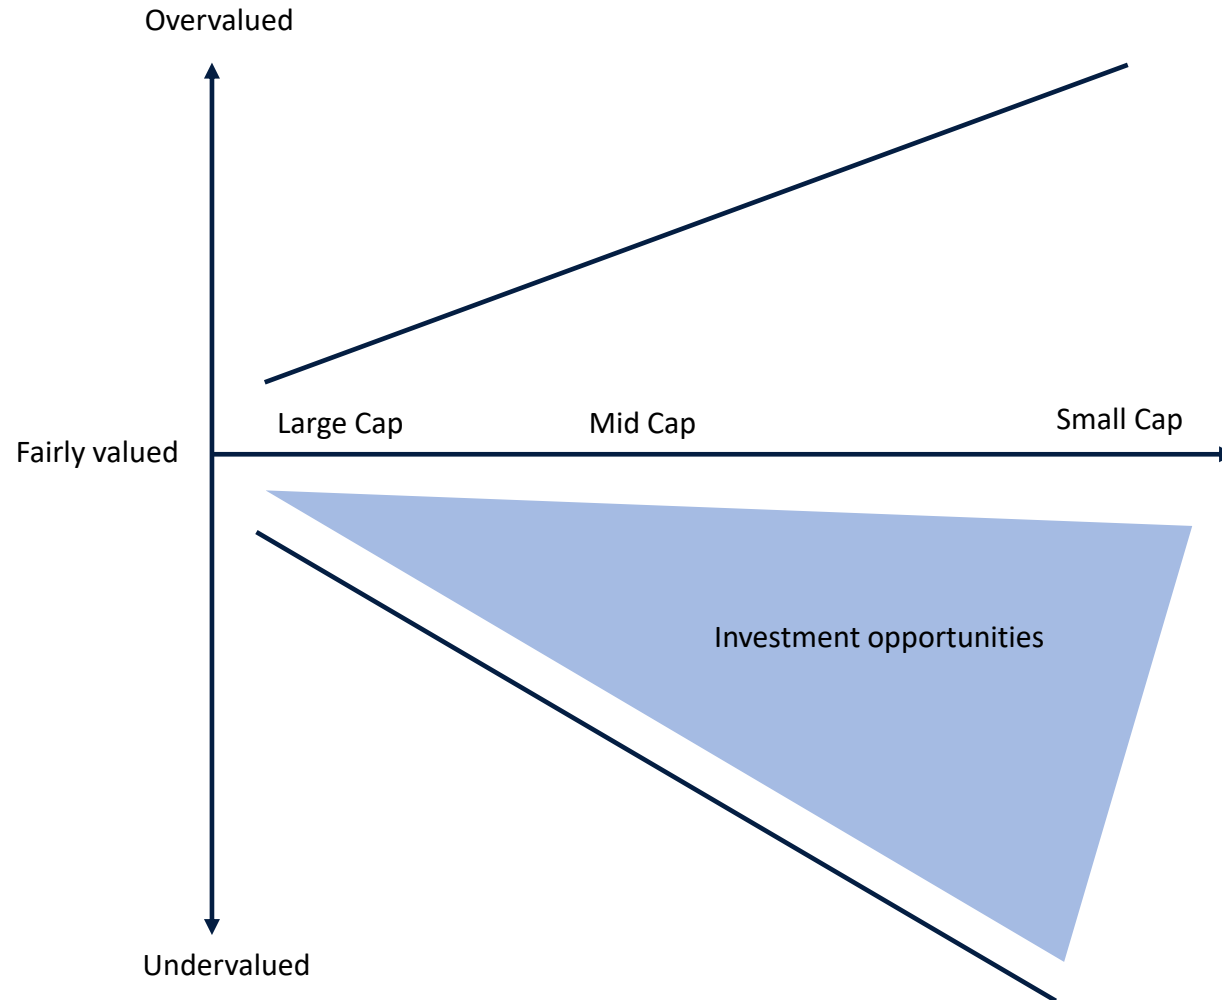 Overvalued
Large Cap
Mid Cap
Small Cap
Fairly valued
Investment opportunities
Undervalued